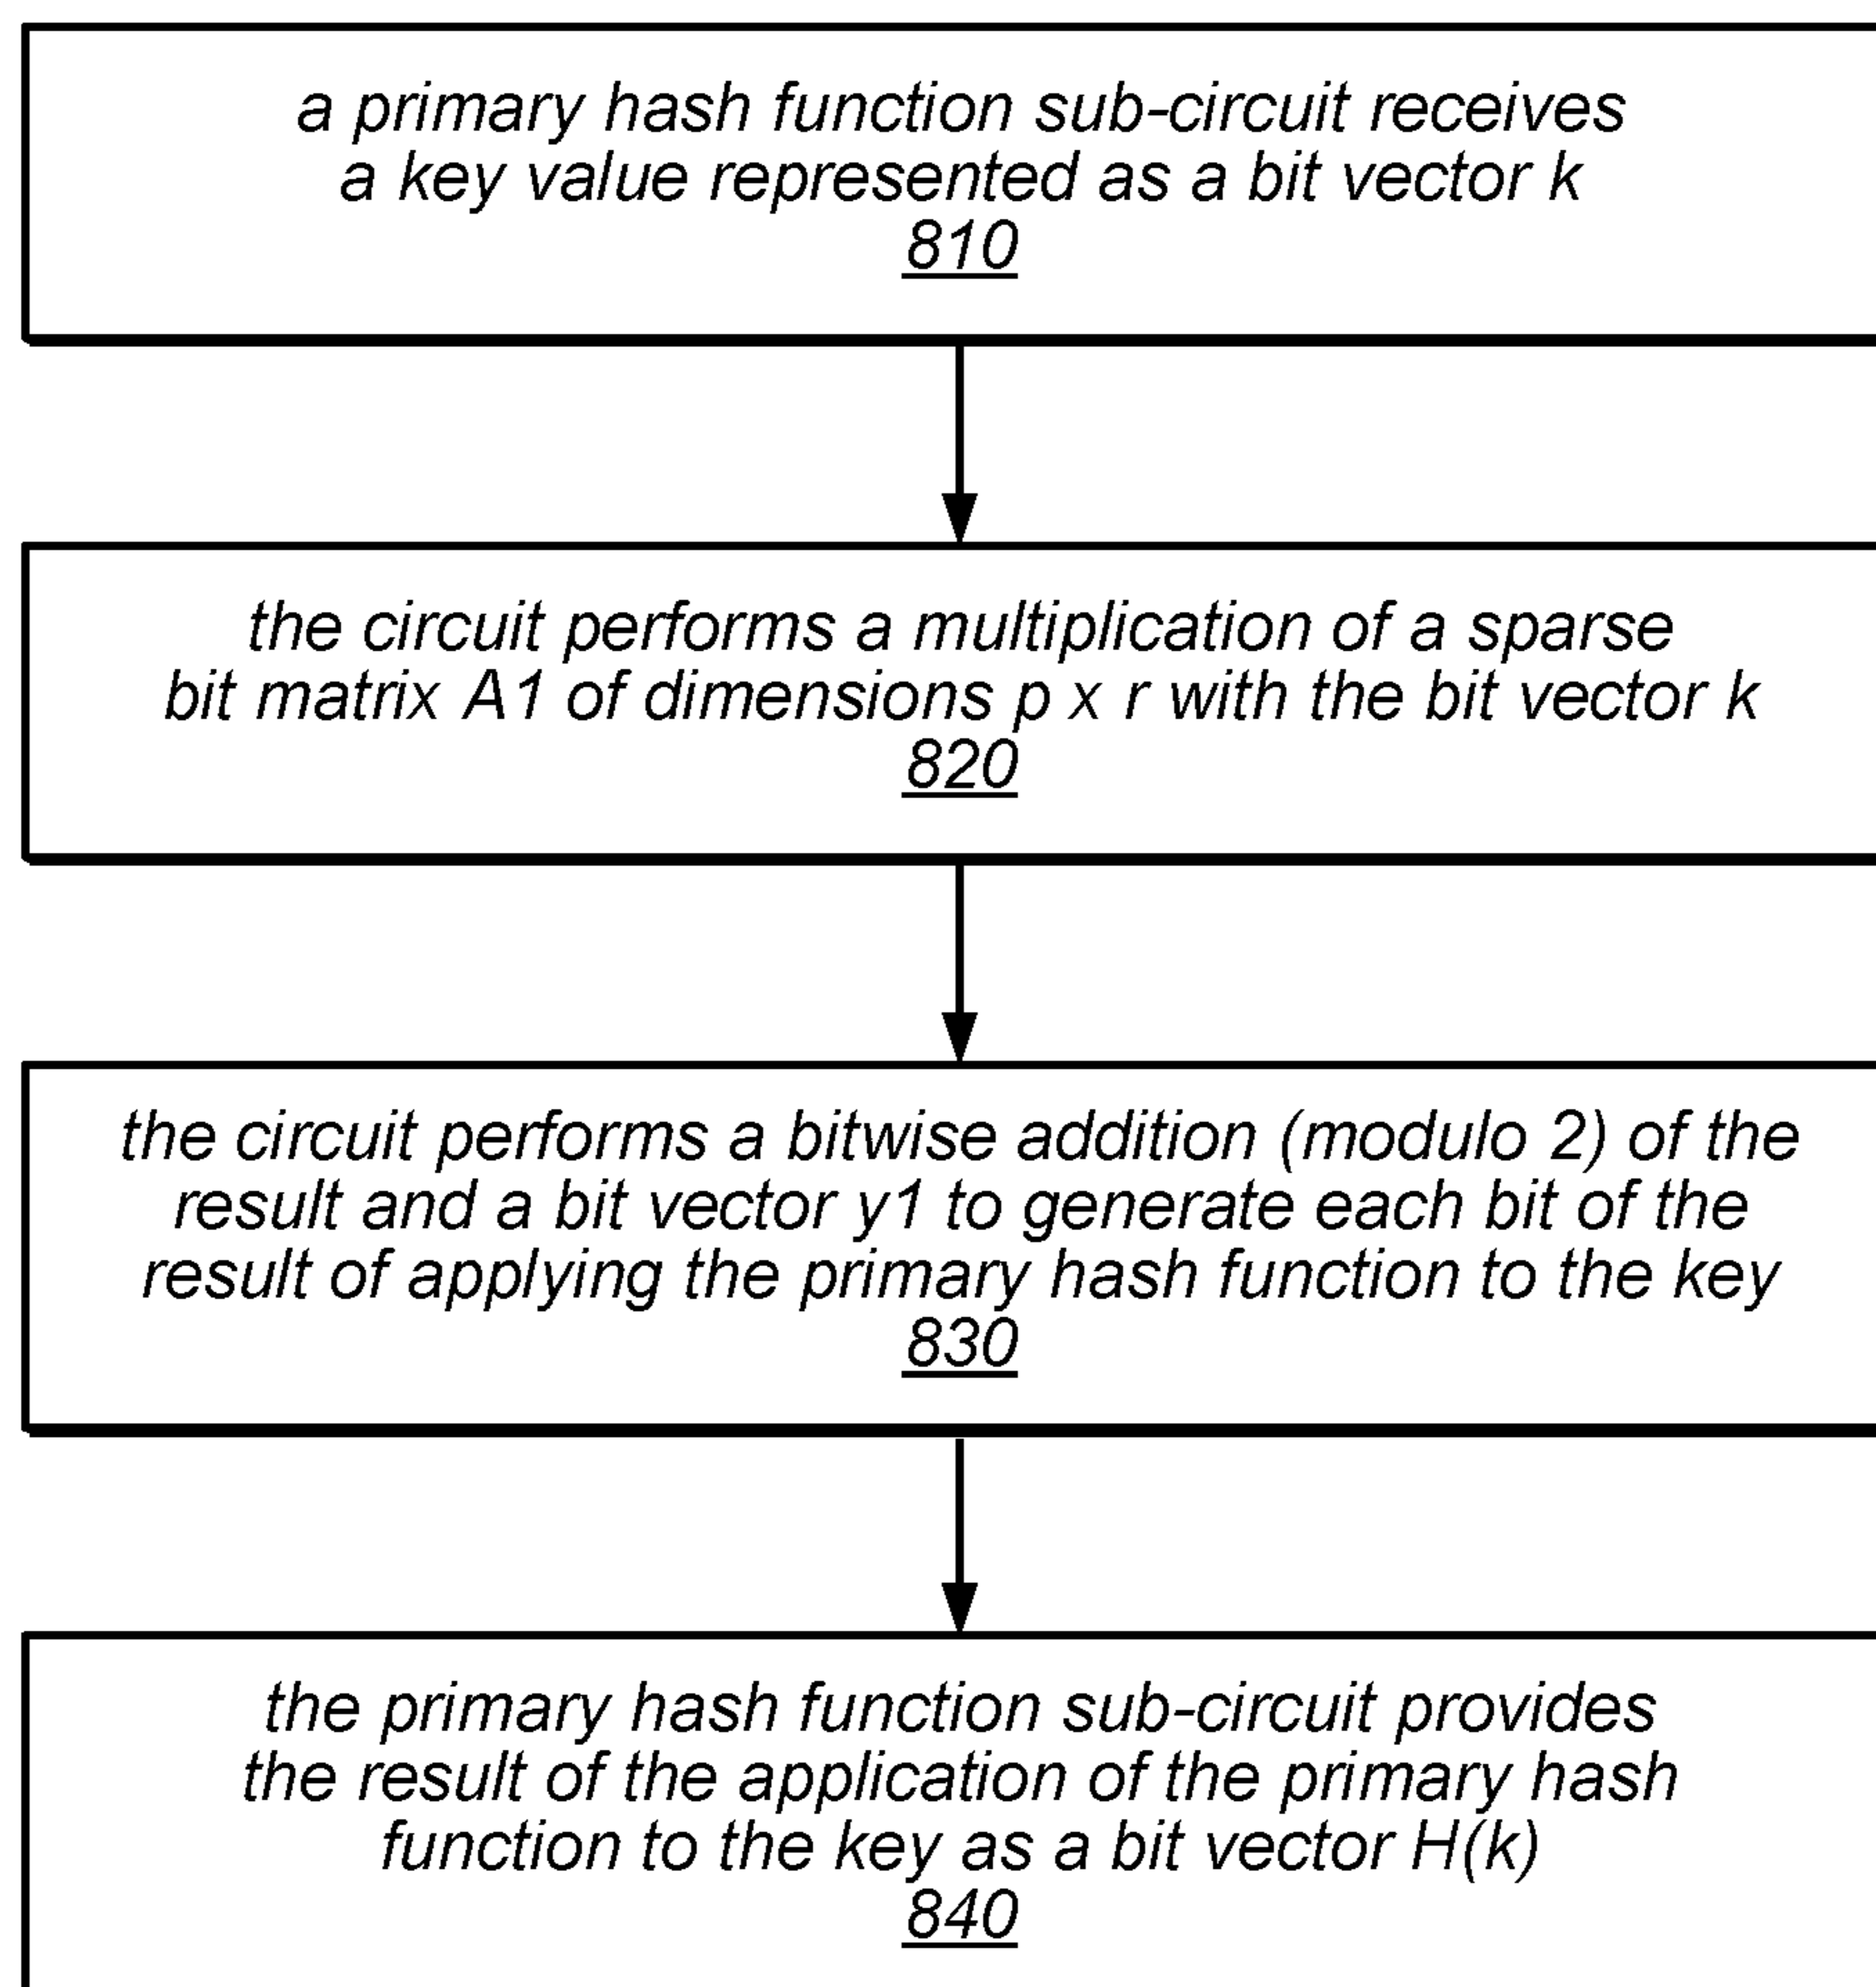 a primary hash function sub-circuit receives
a key value represented as a bit vector k
810
the circuit performs a multiplication of a sparse
bit matrix A1 of dimensions p x r with the bit vector k
820
the circuit performs a bitwise addition (modulo 2) of the
result and a bit vector y1 to generate each bit of the
result of applying the primary hash function to the key
830
the primary hash function sub-circuit provides
the result of the application of the primary hash
function to the key as a bit vector H(k)
840